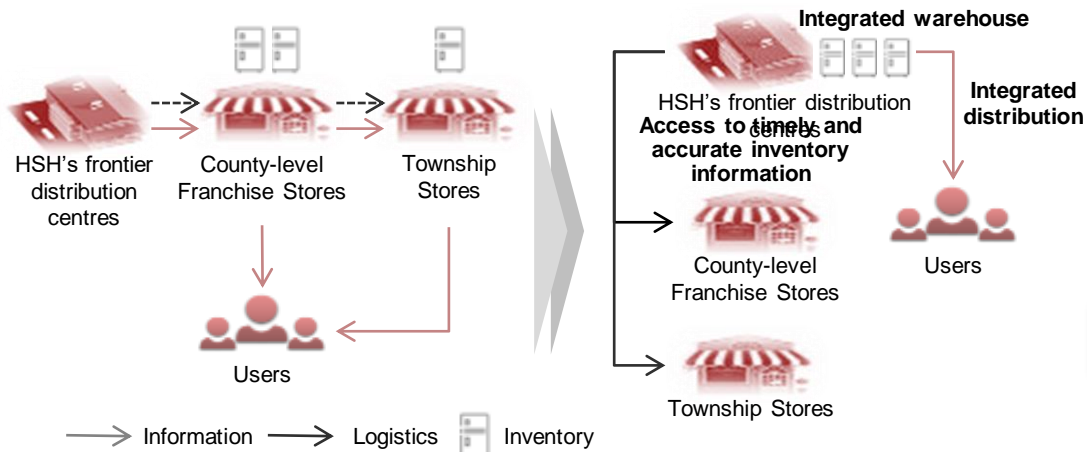 HSH's frontier
distribution
centres
County-level
Franchise Stores
Township
Stores
Users
Integrated warehouse
HSH's frontier distribution
centres
Access to timely and
accurate inventory
information
Integrated
distribution
County-level
Franchise Stores
Users
Township Stores
Information
Logistics
Inventory